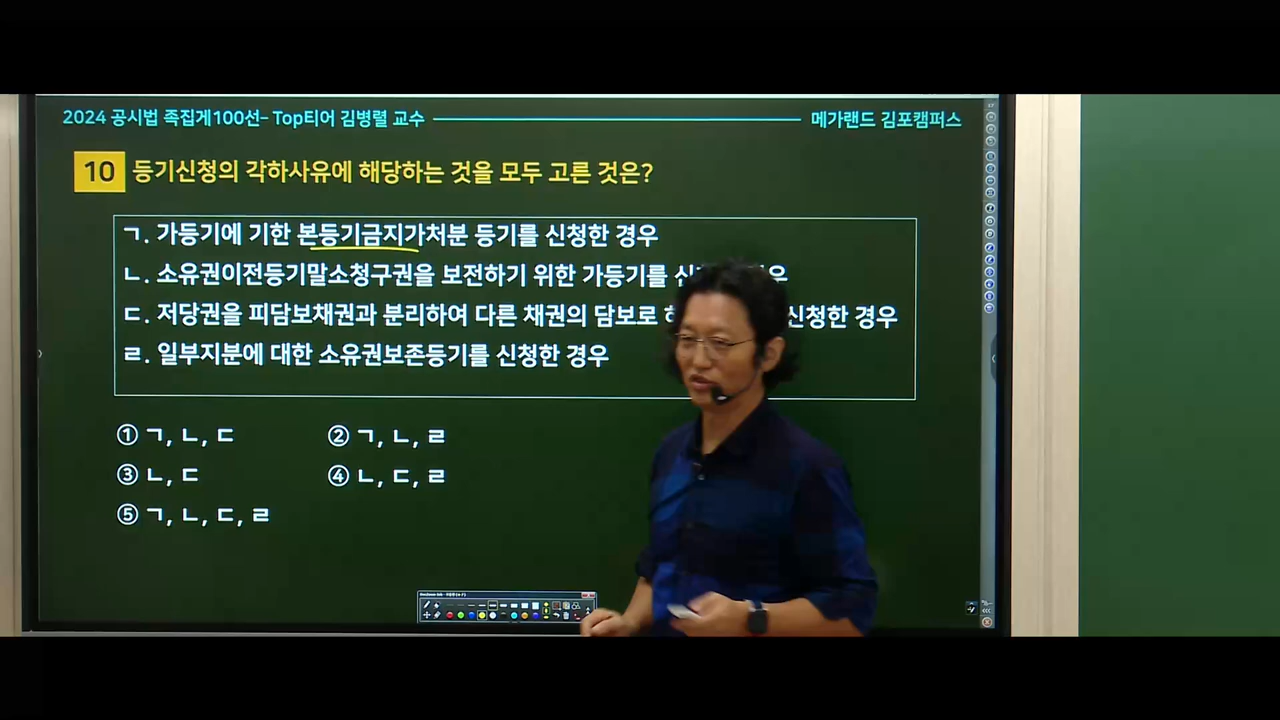 2024 공시법 족집게100선- Top티어 김병렬 교수
메가랜드 김포캠퍼스
10 등기신청의 각하사유에 해당하는 것을 모두 고른 것은?
ㄱ. 가등기에 기한 본등기금지가처분 등기를 신청한 경우
ㄴ. 소유권이전등기말소청구권을 보전하기 위한 가등기를
ㄷ. 저당권을 피담보채권과 분리하여 다른 채권의 담보로 신청한 경우
ㄹ. 일부지분에 대한 소유권보존등기를 신청한 경우
① ㄱ, ㄴ, ㄷ
② ㄱ, ㄴ, ㄹ
③ ㄴ, ㄷ
④ ㄴ, ㄷ, ㄹ
⑤ ㄱ, ㄴ, ㄷ, ㄹ